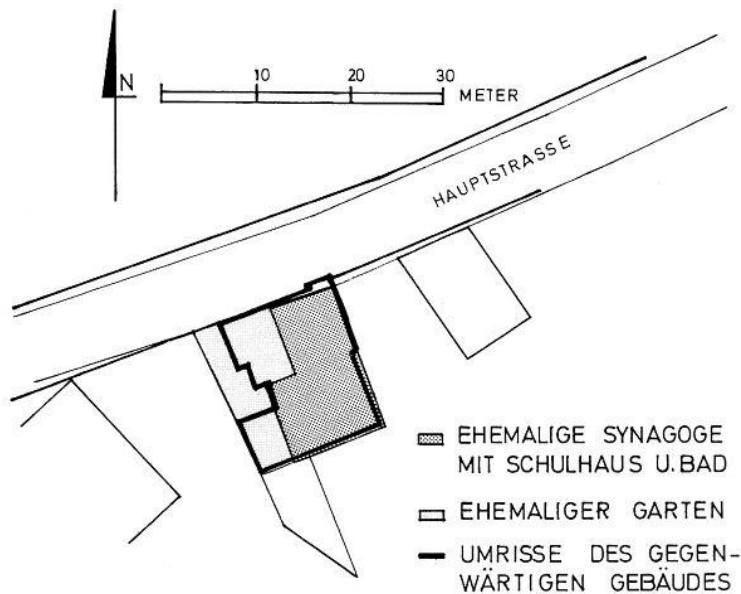 N
10 20 30
METER
HAUPTSTRASSE
EHEMALIGE SYNAGOGE
MIT SCHULHAUS U. BAD
EHEMALIGER GARTEN
UMRISSE DES GEGEN-
WÄRTIGEN GEBÄUDES